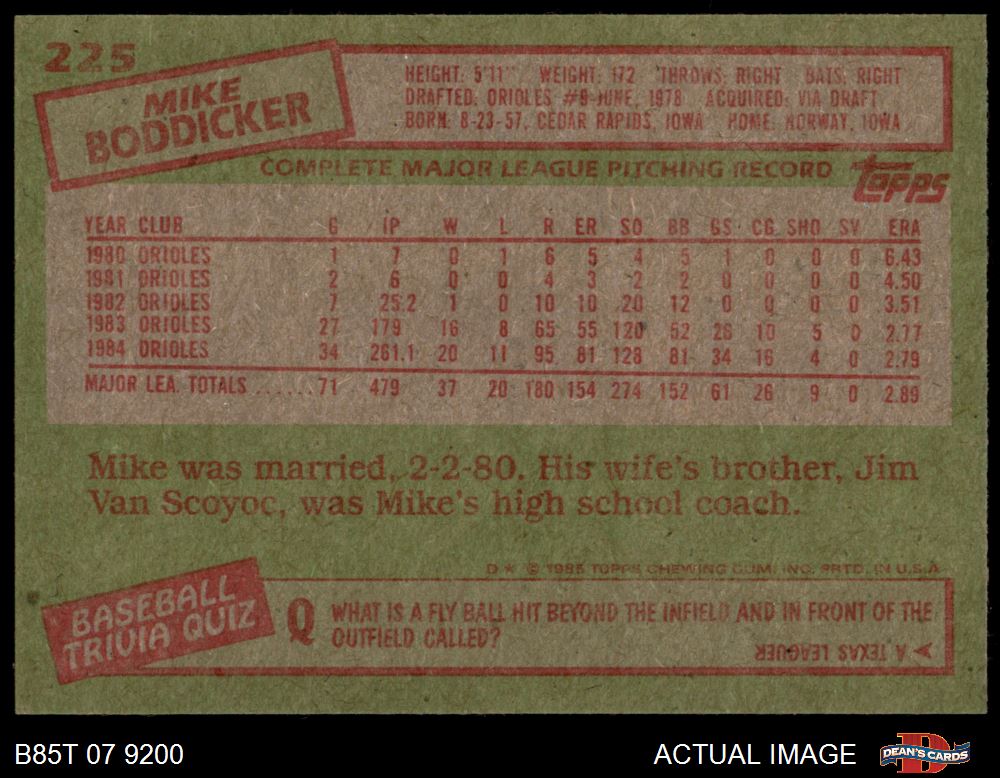 225
MIKE
BODDICKER
HEIGHT: 5'11" WEIGHT: 172 THROWS: RIGHT BATS: RIGHT
DRAFTED: ORIOLES #6-JUNE, 1978 ACQUIRED: VIA DRAFT
BORN: 8-23-57, CEDAR RAPIDS, IOWA HOME: NORWAY, IOWA
COMPLETE MAJOR LEAGUE PITCHING RECORD
Topps
YEAR CLUB G IP W L R ER SO BB GS CG SHO SV ERA
1980 ORIOLES 1 7 0 1 6 5 4 5 1 0 0 0 6.43
1981 ORIOLES 2 6 0 0 4 3 2 2 0 0 0 0 4.50
1982 ORIOLES 7 25.2 1 0 10 10 20 12 0 0 0 0 3.51
1983 ORIOLES 27 179 16 8 65 55 120 52 26 10 5 0 2.77
1984 ORIOLES 34 261.1 20 11 95 81 128 81 34 16 4 0 2.79
MAJOR LEA. TOTALS ......71 479 37 20 180 154 274 152 61 26 9 0 2.89
Mike was married, 2-2-80. His wife's brother, Jim
Van Scoyoc, was Mike's high school coach.
D* © 1985 TOPPS CHEWING GUM, INC. PRTD. IN U.S.A.
BASEBALL
TRIVIA QUIZ
Q WHAT IS A FLY BALL HIT BEYOND THE INFIELD AND IN FRONT OF THE
OUTFIELD CALLED?
A A TEXAS LEAGUER
B85T 07 9200
ACTUAL IMAGE
D
DEAN'S CARDS